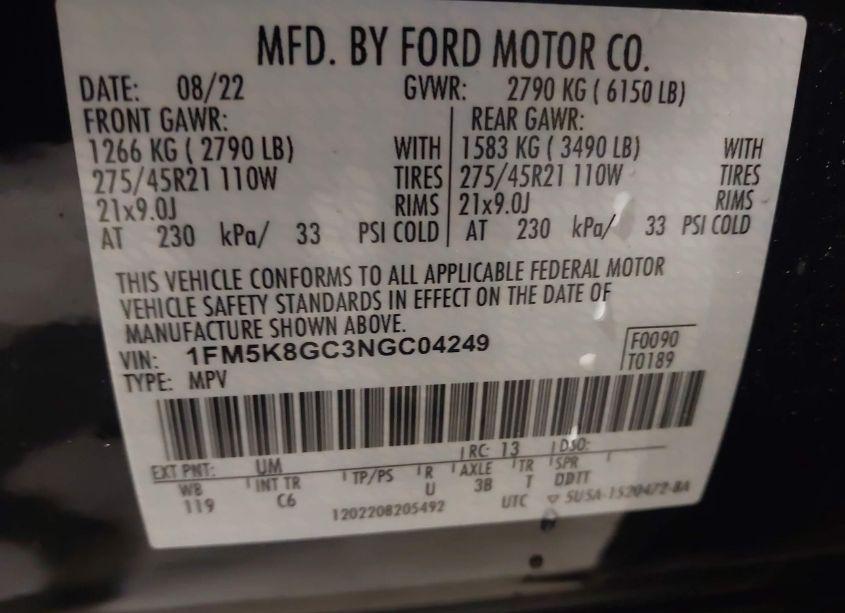 MFD. BY FORD MOTOR CO.
DATE: 08/22 GVWR: 2790 KG ( 6150 LB)
FRONT GAWR: REAR GAWR:
1266 KG ( 2790 LB) WITH 1583 KG ( 3490 LB) WITH
275/45R21 110W TIRES 275/45R21 110W TIRES
21x9.0J RIMS 21x9.0J RIMS
AT 230 kPa/ 33 PSI COLD AT 230 kPa/ 33 PSI COLD
THIS VEHICLE CONFORMS TO ALL APPLICABLE FEDERAL MOTOR
VEHICLE SAFETY STANDARDS IN EFFECT ON THE DATE OF
MANUFACTURE SHOWN ABOVE.
VIN: 1FM5K8GC3NGC04249 F0090
TYPE: MPV T0189
RC: 13 DSO:
EXT PNT: UM
WB INT TR TP/PS R AXLE TR SPR
119 C6 U 3B T DDTT
1202208205492 UTC ▽ 5U5A-1520472-BA